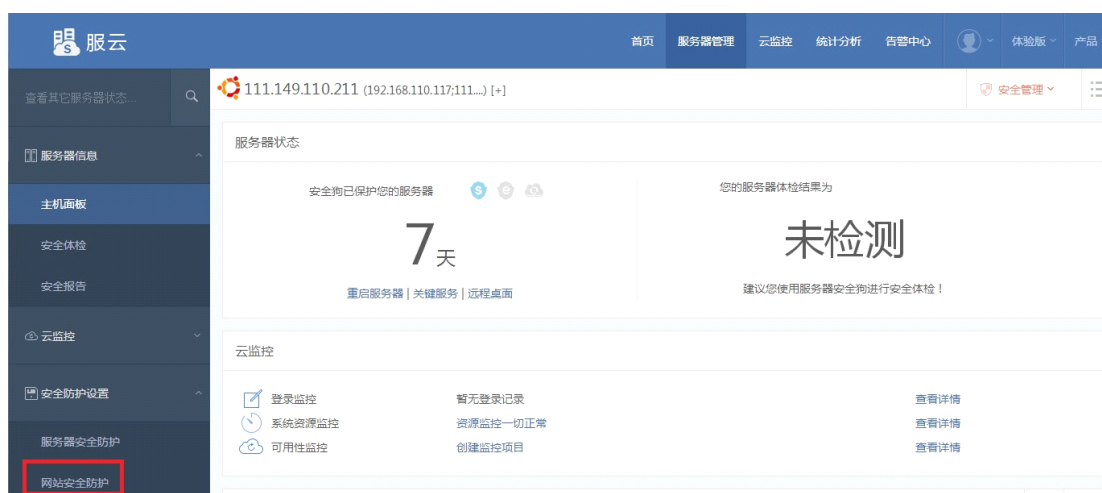 服云
首页 服务器管理 云监控 统计分析 告警中心 体验版 产品
查看其它服务器状态...
111.149.110.211 (192.168.110.117;111....) [+]
安全管理
服务器信息
主机面板
安全体检
安全报告
云监控
安全防护设置
服务器安全防护
网站安全防护
服务器状态
安全狗已保护您的服务器
7天
重启服务器 | 关键服务 | 远程桌面
您的服务器体检结果为
未检测
建议您使用服务器安全狗进行安全体检！
云监控
登录监控 暂无登录记录 查看详情
系统资源监控 资源监控一切正常 查看详情
可用性监控 创建监控项目 查看详情